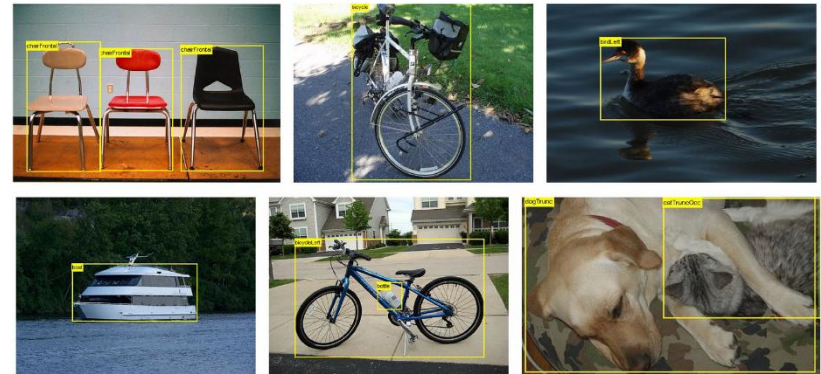 chairFrontal
chairFrontal
chairFrontal
bicycle
birdLeft
boat
bicycleLeft
bottle
dogTrunc
catTruncOcc